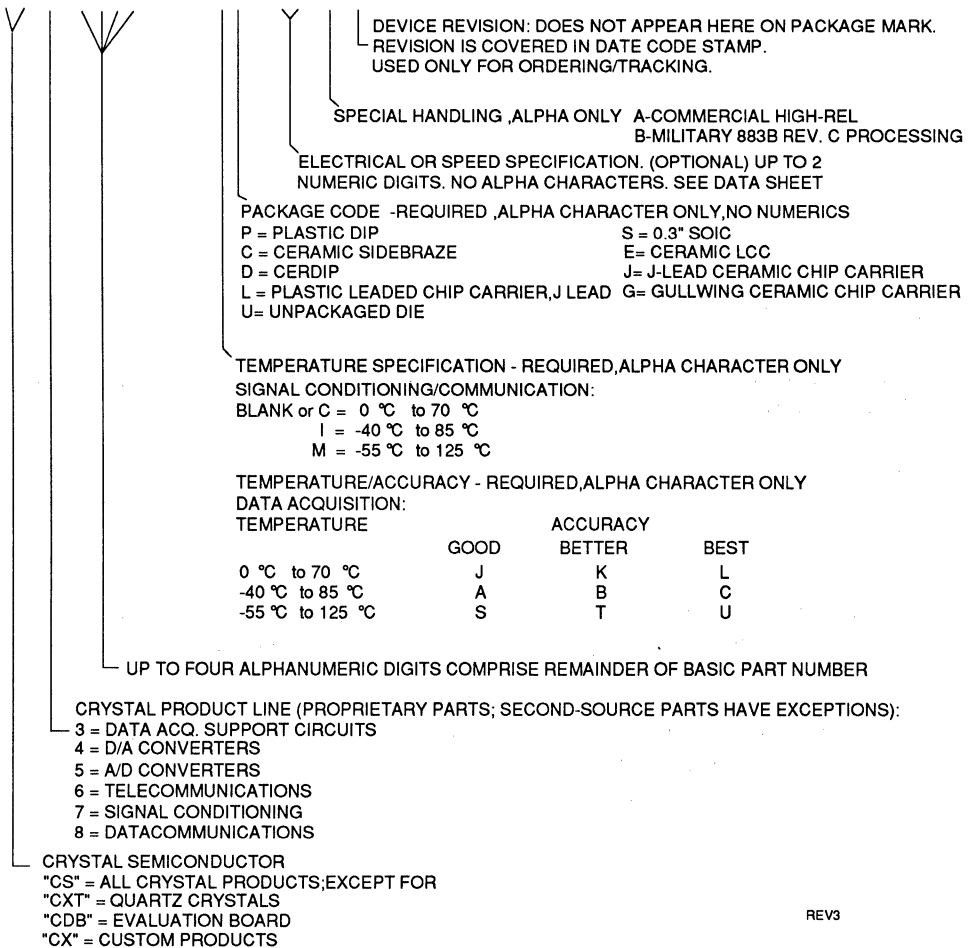 DEVICE REVISION: DOES NOT APPEAR HERE ON PACKAGE MARK.
REVISION IS COVERED IN DATE CODE STAMP.
USED ONLY FOR ORDERING/TRACKING.
SPECIAL HANDLING ,ALPHA ONLY A-COMMERCIAL HIGH-REL
B-MILITARY 883B REV. C PROCESSING
ELECTRICAL OR SPEED SPECIFICATION. (OPTIONAL) UP TO 2
NUMERIC DIGITS. NO ALPHA CHARACTERS. SEE DATA SHEET
PACKAGE CODE -REQUIRED ,ALPHA CHARACTER ONLY,NO NUMERICS
P = PLASTIC DIP S = 0.3" SOIC
C = CERAMIC SIDEBRAZE E= CERAMIC LCC
D = CERDIP J= J-LEAD CERAMIC CHIP CARRIER
L = PLASTIC LEADED CHIP CARRIER,J LEAD G= GULLWING CERAMIC CHIP CARRIER
U= UNPACKAGED DIE
TEMPERATURE SPECIFICATION - REQUIRED,ALPHA CHARACTER ONLY
SIGNAL CONDITIONING/COMMUNICATION:
BLANK or C = 0 °C to 70 °C
I = -40 °C to 85 °C
M = -55 °C to 125 °C
TEMPERATURE/ACCURACY - REQUIRED,ALPHA CHARACTER ONLY
DATA ACQUISITION:
TEMPERATURE ACCURACY
GOOD BETTER BEST
0 °C to 70 °C J K L
-40 °C to 85 °C A B C
-55 °C to 125 °C S T U
UP TO FOUR ALPHANUMERIC DIGITS COMPRISE REMAINDER OF BASIC PART NUMBER
CRYSTAL PRODUCT LINE (PROPRIETARY PARTS; SECOND-SOURCE PARTS HAVE EXCEPTIONS):
3 = DATA ACQ. SUPPORT CIRCUITS
4 = D/A CONVERTERS
5 = A/D CONVERTERS
6 = TELECOMMUNICATIONS
7 = SIGNAL CONDITIONING
8 = DATACOMMUNICATIONS
CRYSTAL SEMICONDUCTOR
"CS" = ALL CRYSTAL PRODUCTS;EXCEPT FOR
"CXT" = QUARTZ CRYSTALS
"CDB" = EVALUATION BOARD
"CX" = CUSTOM PRODUCTS
REV3